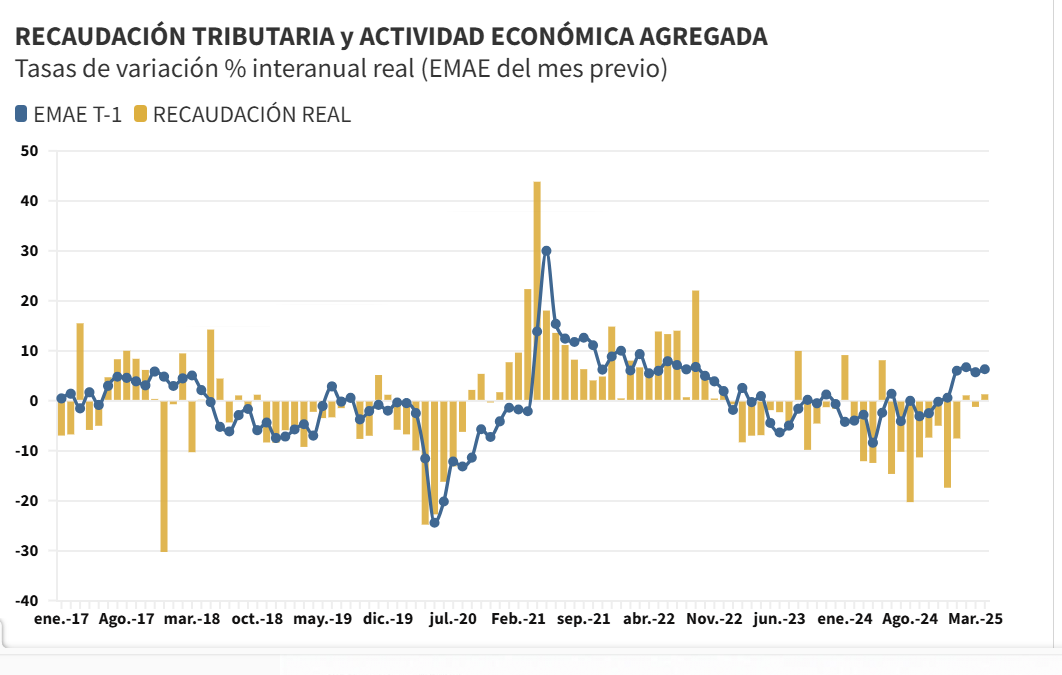 RECAUDACIÓN TRIBUTARIA y ACTIVIDAD ECONÓMICA AGREGADA
Tasas de variación % interanual real (EMAE del mes previo)
EMAE T-1 RECAUDACIÓN REAL
50
40
30
20
10
0
-10
-20
-30
-40
ene.-17 Ago.-17 mar.-18 oct.-18 may.-19 dic.-19 jul.-20 Feb.-21 sep.-21 abr.-22 Nov.-22 jun.-23 ene.-24 Ago.-24 Mar.-25